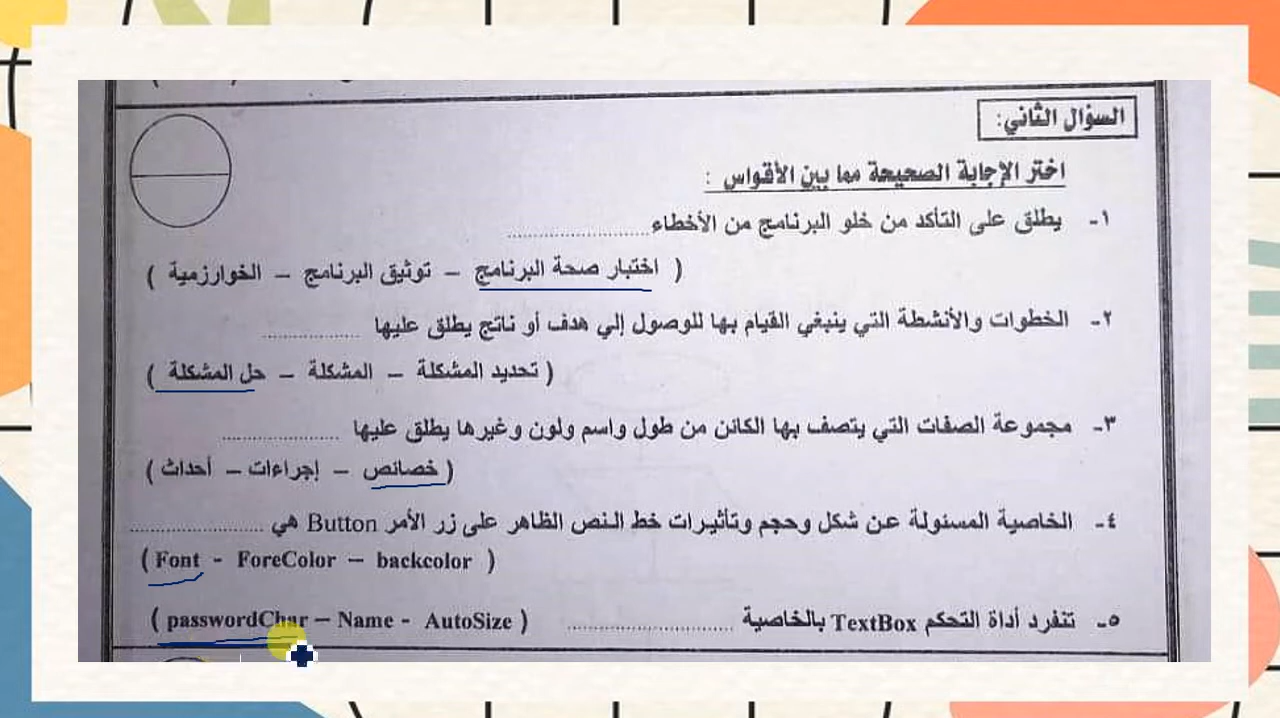 السؤال الثاني:
اختر الإجابة الصحيحة مما بين الأقواس :
١- يطلق على التأكد من خلو البرنامج من الأخطاء ......................
( اختبار صحة البرنامج – توثيق البرنامج – الخوارزمية )
٢- الخطوات والأنشطة التي ينبغي القيام بها للوصول إلي هدف أو ناتج يطلق عليها ................
( تحديد المشكلة – المشكلة – حل المشكلة )
٣- مجموعة الصفات التي يتصف بها الكائن من طول واسم ولون وغيرها يطلق عليها ...................
( خصائص – إجراءات – أحداث )
٤- الخاصية المسئولة عن شكل وحجم وتأثيرات خط النص الظاهر على زر الأمر Button هي ......................
( Font - ForeColor – backcolor )
٥- تنفرد أداة التحكم TextBox بالخاصية ...........................
( passwordChar – Name - AutoSize )